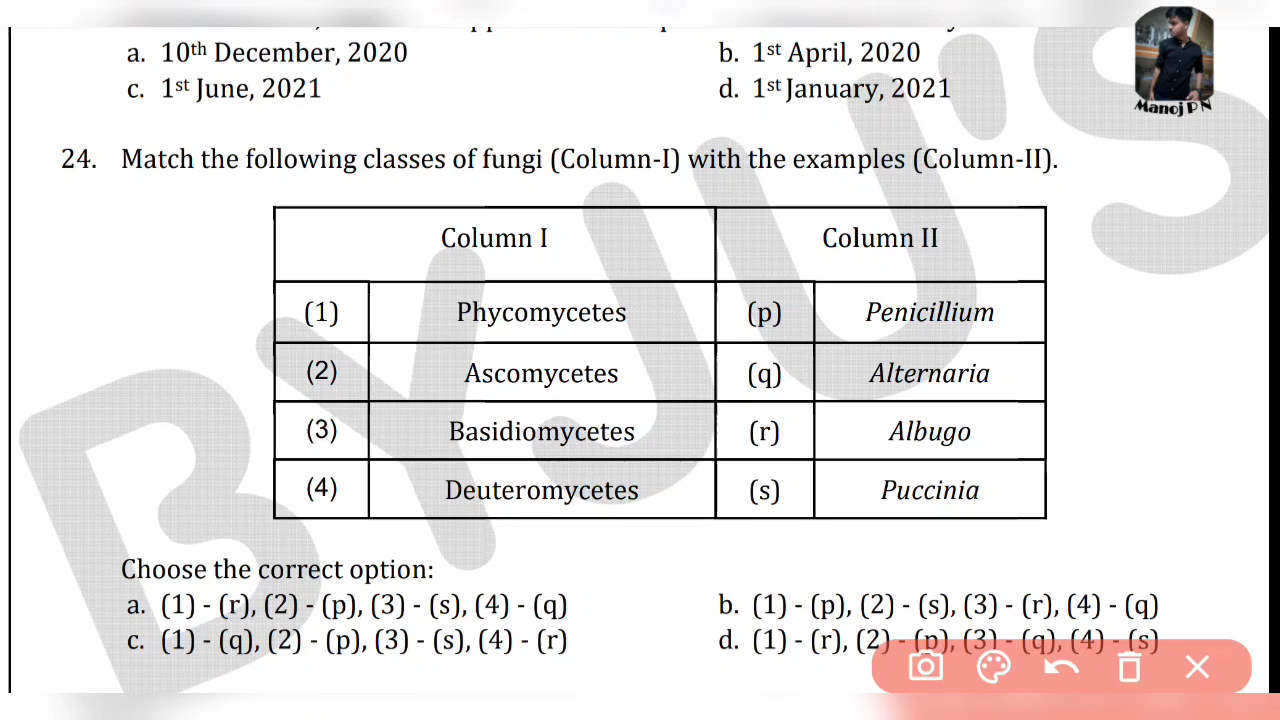 a. 10th December, 2020
b. 1st April, 2020
c. 1st June, 2021
d. 1st January, 2021
Manoj P N
24. Match the following classes of fungi (Column-I) with the examples (Column-II).
Column I Column II
(1) Phycomycetes (p) Penicillium
(2) Ascomycetes (q) Alternaria
(3) Basidiomycetes (r) Albugo
(4) Deuteromycetes (s) Puccinia
Choose the correct option:
a. (1) - (r), (2) - (p), (3) - (s), (4) - (q)
b. (1) - (p), (2) - (s), (3) - (r), (4) - (q)
c. (1) - (q), (2) - (p), (3) - (s), (4) - (r)
d. (1) - (r), (2) - (p), (3) - (q), (4) - (s)
BYJU'S